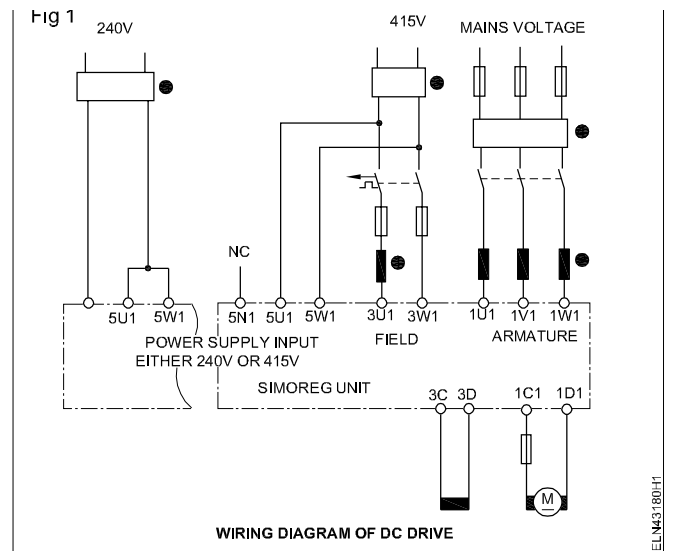 Fig 1
240V
415V
MAINS VOLTAGE
NC
5U1
5W1
5N1
5U1
5W1
3U1
3W1
1U1
1V1
1W1
POWER SUPPLY INPUT
EITHER 240V OR 415V
FIELD
ARMATURE
SIMOREG UNIT
3C
3D
1C1
1D1
M
WIRING DIAGRAM OF DC DRIVE
ELN43180H1